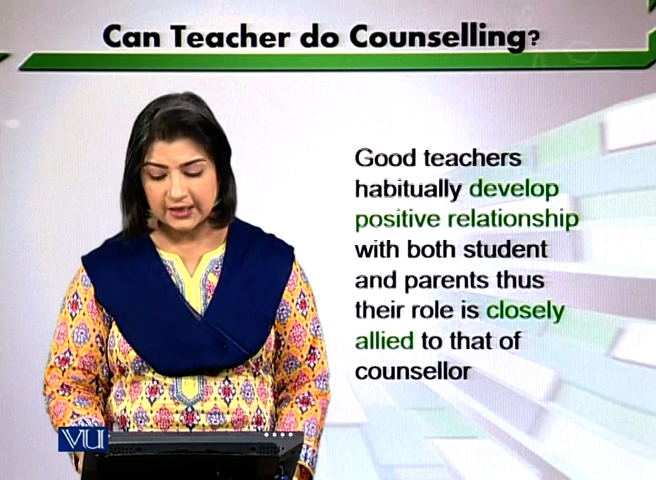 Can Teacher do Counselling?
Good teachers
habitually develop
positive relationship
with both student
and parents thus
their role is closely
allied to that of
counsellor
VU